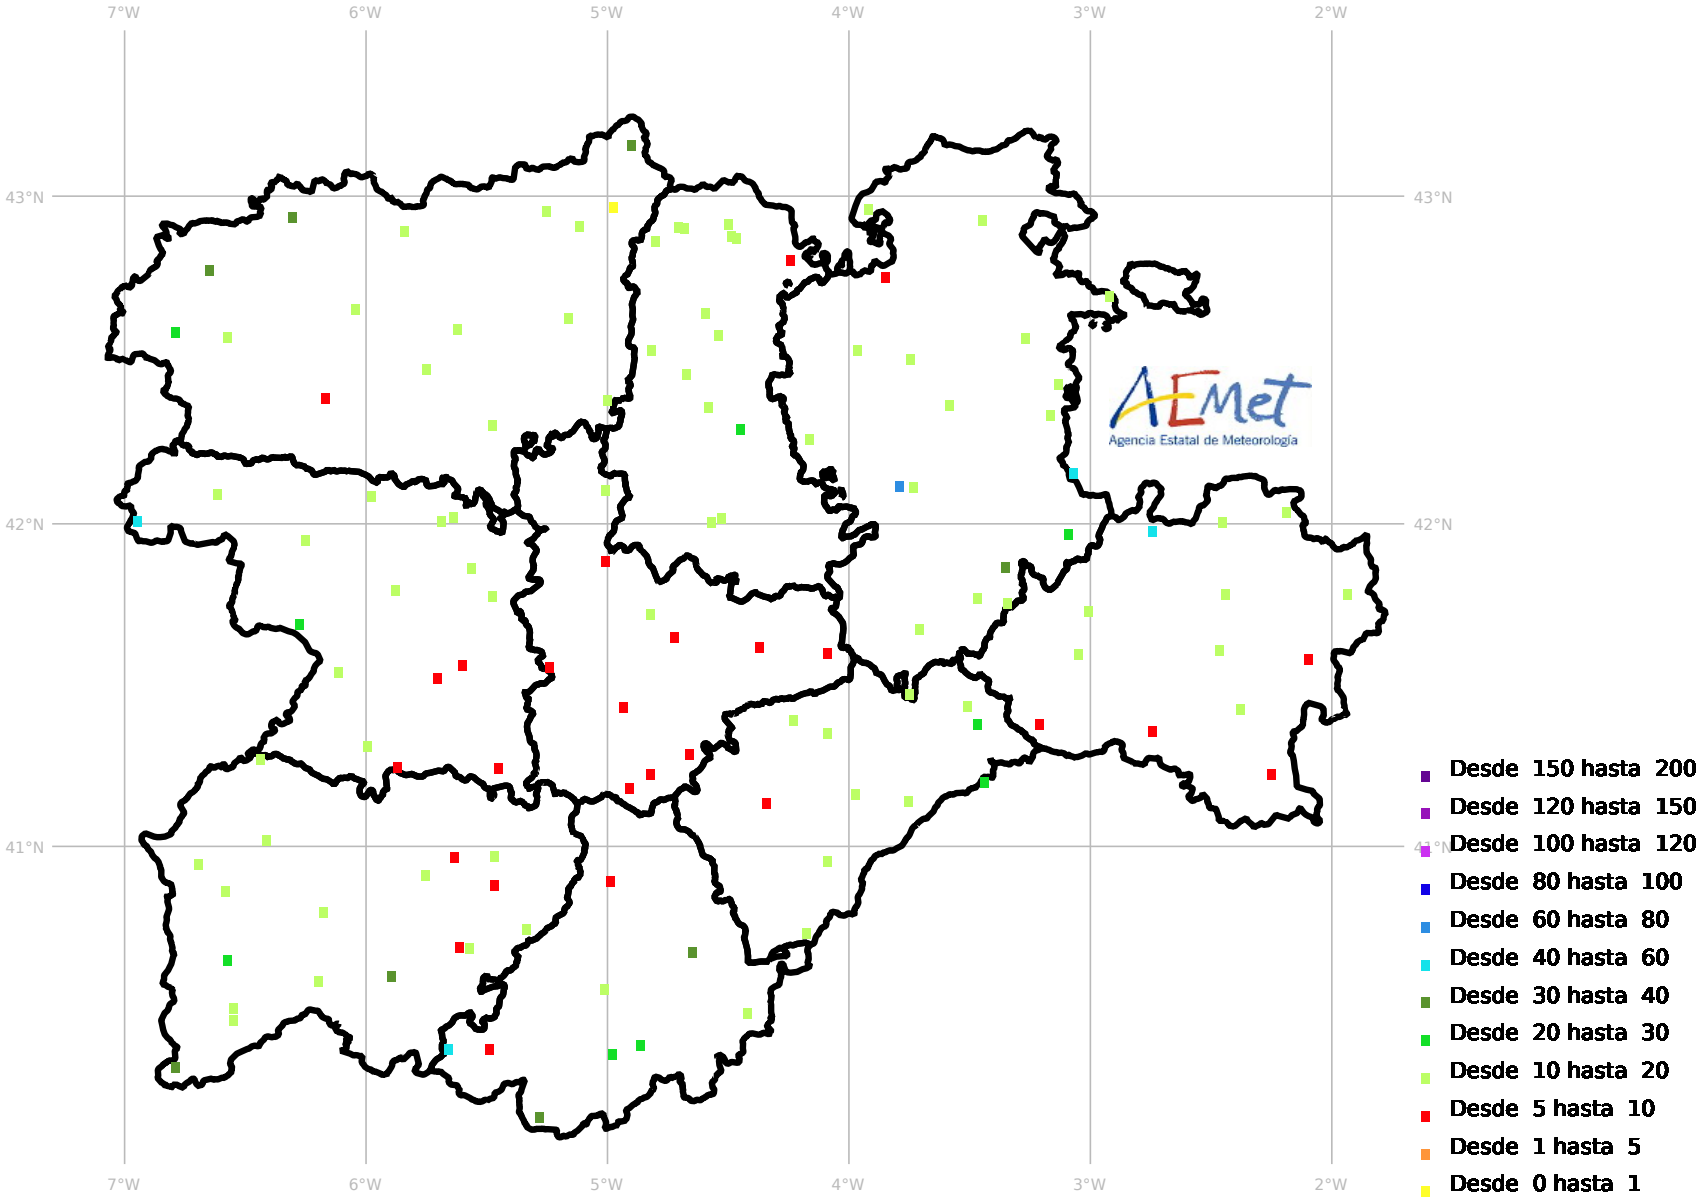 7°W 6°W 5°W 4°W 3°W 2°W
43°N 43°N
AEMet
Agencia Estatal de Meteorología
42°N 42°N
Desde 150 hasta 200
Desde 120 hasta 150
41°N 41°N Desde 100 hasta 120
Desde 80 hasta 100
Desde 60 hasta 80
Desde 40 hasta 60
Desde 30 hasta 40
Desde 20 hasta 30
Desde 10 hasta 20
Desde 5 hasta 10
Desde 1 hasta 5
7°W 6°W 5°W 4°W 3°W 2°W Desde 0 hasta 1